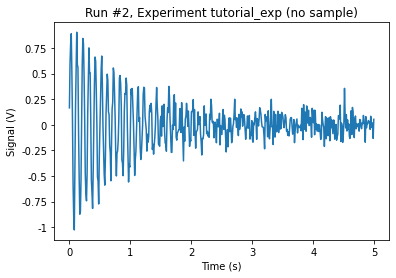 Run #2, Experiment tutorial_exp (no sample)
0.75
0.5
0.25
0
-0.25
-0.5
-0.75
-1
Signal (V)
0 1 2 3 4 5
Time (s)